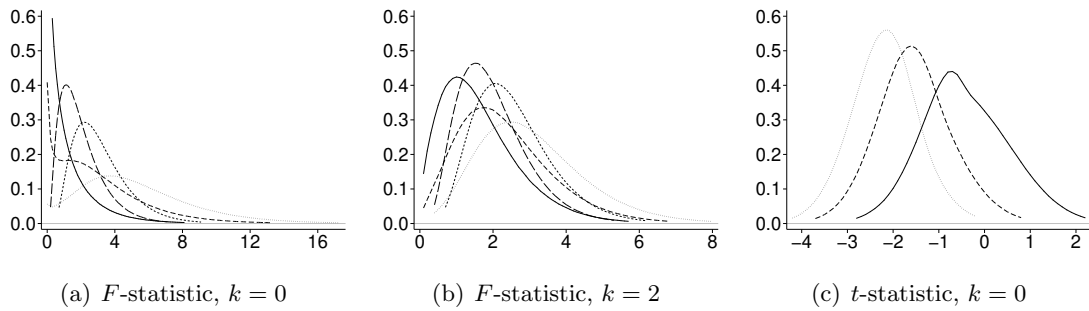 0.6 0.6 0.6
0.5 0.5 0.5
0.4 0.4 0.4
0.3 0.3 0.3
0.2 0.2 0.2
0.1 0.1 0.1
0.0 0.0 0.0
0 4 8 12 16 0 2 4 6 8 −4 −3 −2 −1 0 1 2
(a) F-statistic, k = 0 (b) F-statistic, k = 2 (c) t-statistic, k = 0